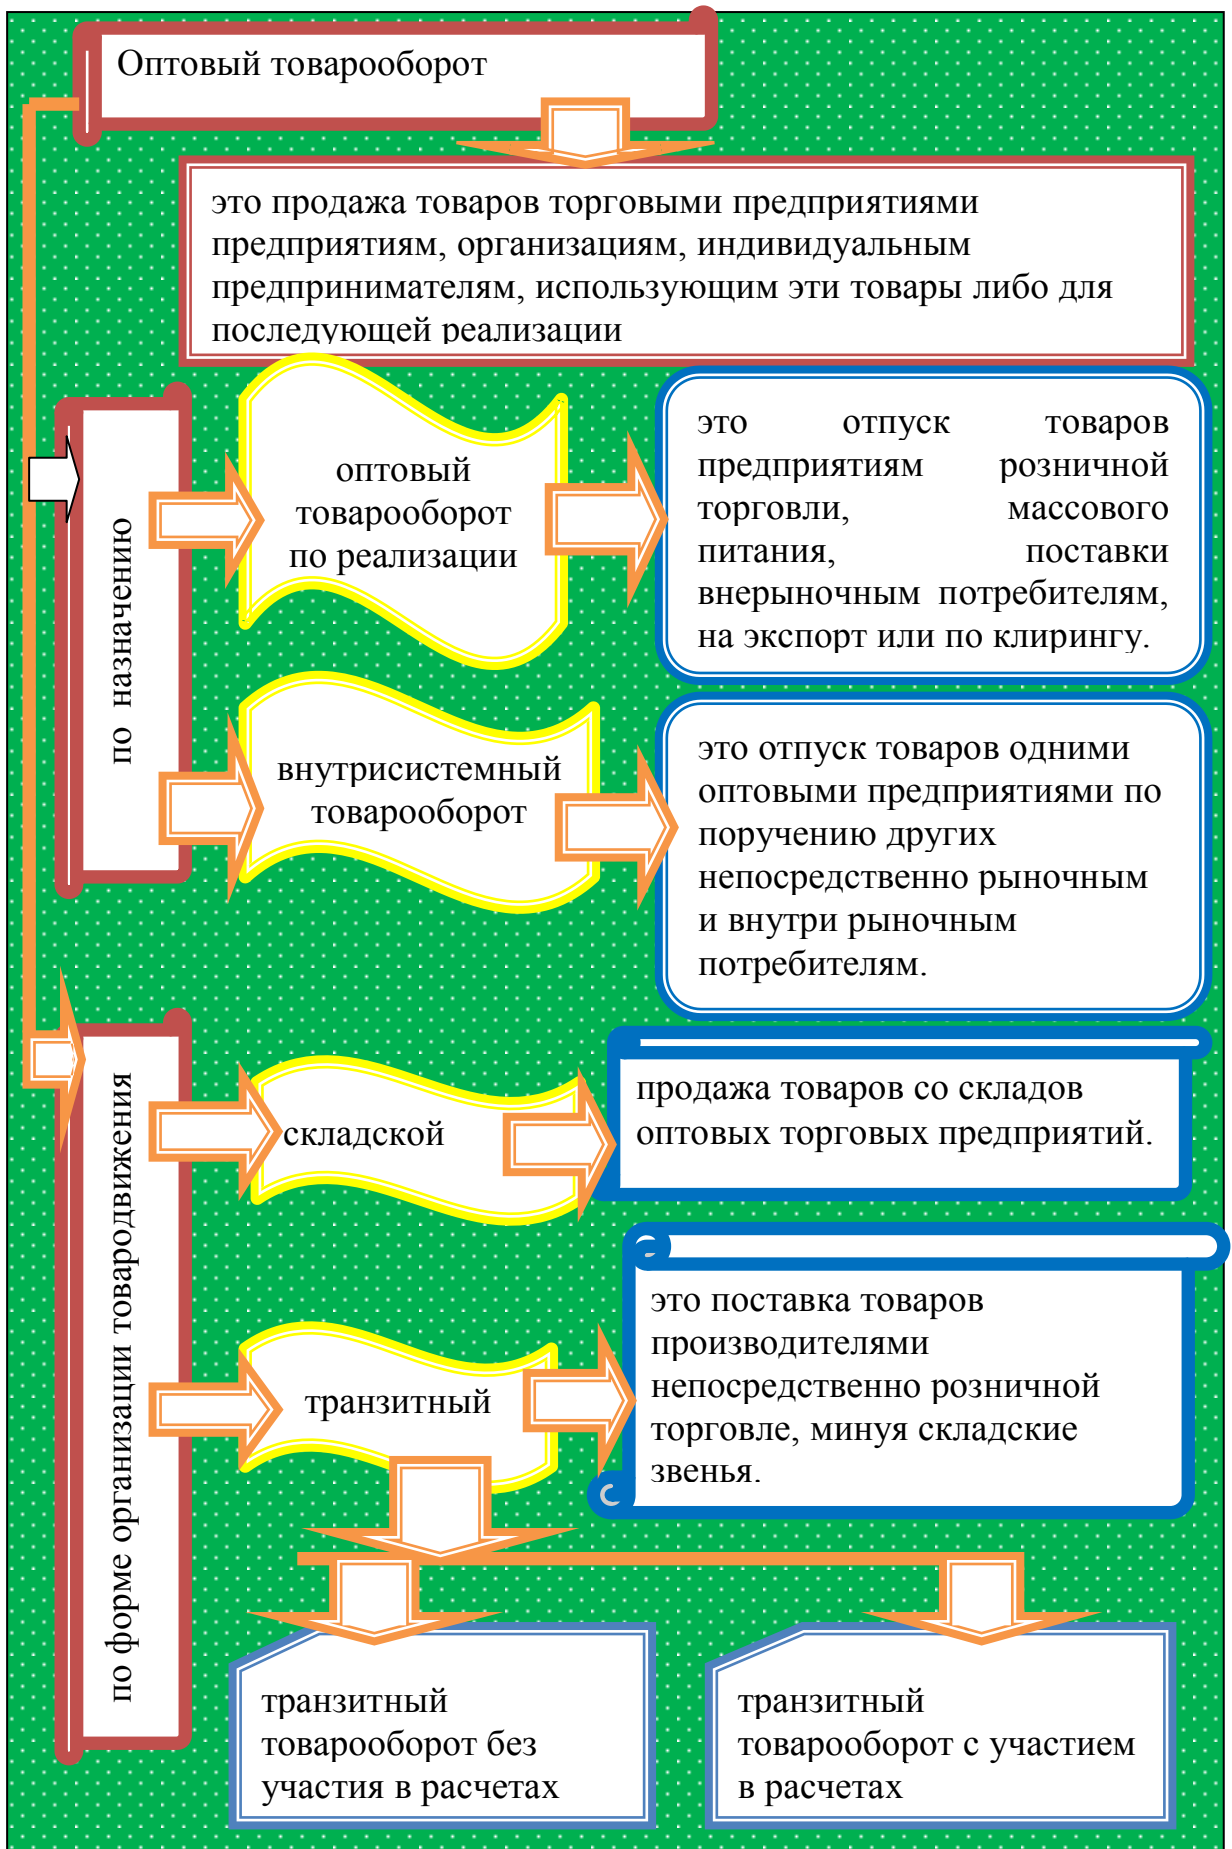 Оптовый товарооборот
это продажа товаров торговыми предприятиями
предприятиям, организациям, индивидуальным
предпринимателям, использующим эти товары либо для
последующей реализации
по назначению
оптовый
товарооборот
по реализации
это отпуск товаров
предприятиям розничной
торговли, массового
питания, поставки
внерыночным потребителям,
на экспорт или по клирингу.
внутрисистемный
товарооборот
это отпуск товаров одними
оптовыми предприятиями по
поручению других
непосредственно рыночным
и внутри рыночным
потребителям.
по форме организации товародвижения
складской
продажа товаров со складов
оптовых торговых предприятий.
транзитный
это поставка товаров
производителями
непосредственно розничной
торговле, минуя складские
звенья.
транзитный
товарооборот без
участия в расчетах
транзитный
товарооборот с участием
в расчетах